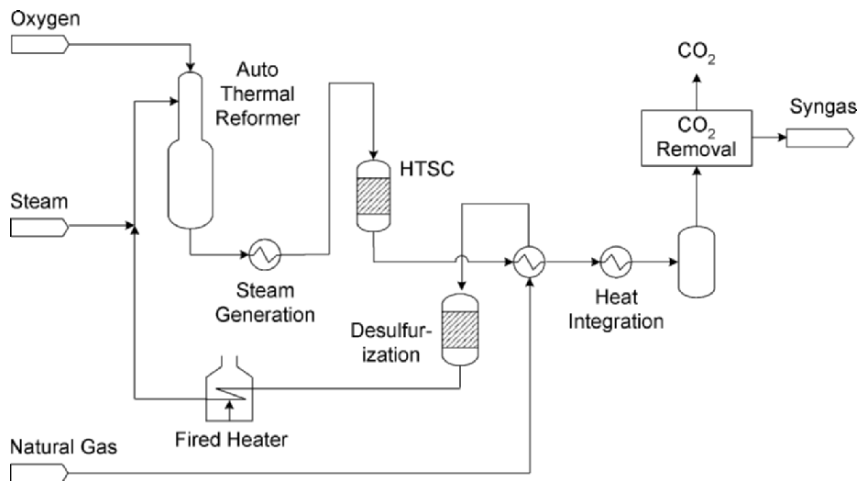 Oxygen
Auto
Thermal
Reformer
CO₂
Syngas
CO₂
Removal
HTSC
Steam
Steam
Generation
Heat
Integration
Desulfur-
ization
Fired Heater
Natural Gas